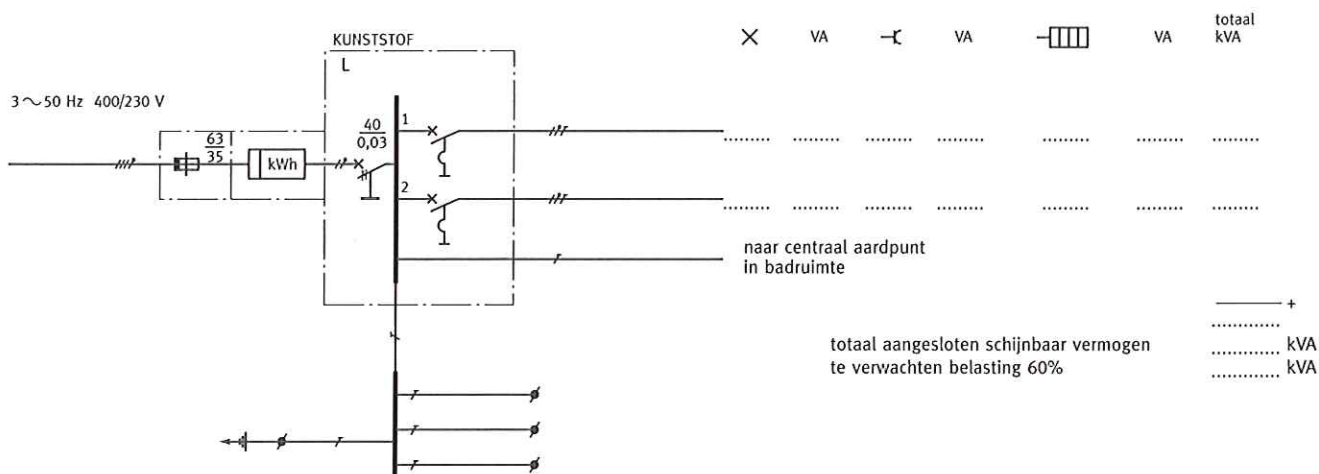 × VA VA VA totaal
kVA
KUNSTSTOF
L
3 ~ 50 Hz 400/230 V
63
35
kWh
40
0,03
1
2
naar centraal aardpunt
in badruimte
+
totaal aangesloten schijnbaar vermogen kVA
te verwachten belasting 60% kVA